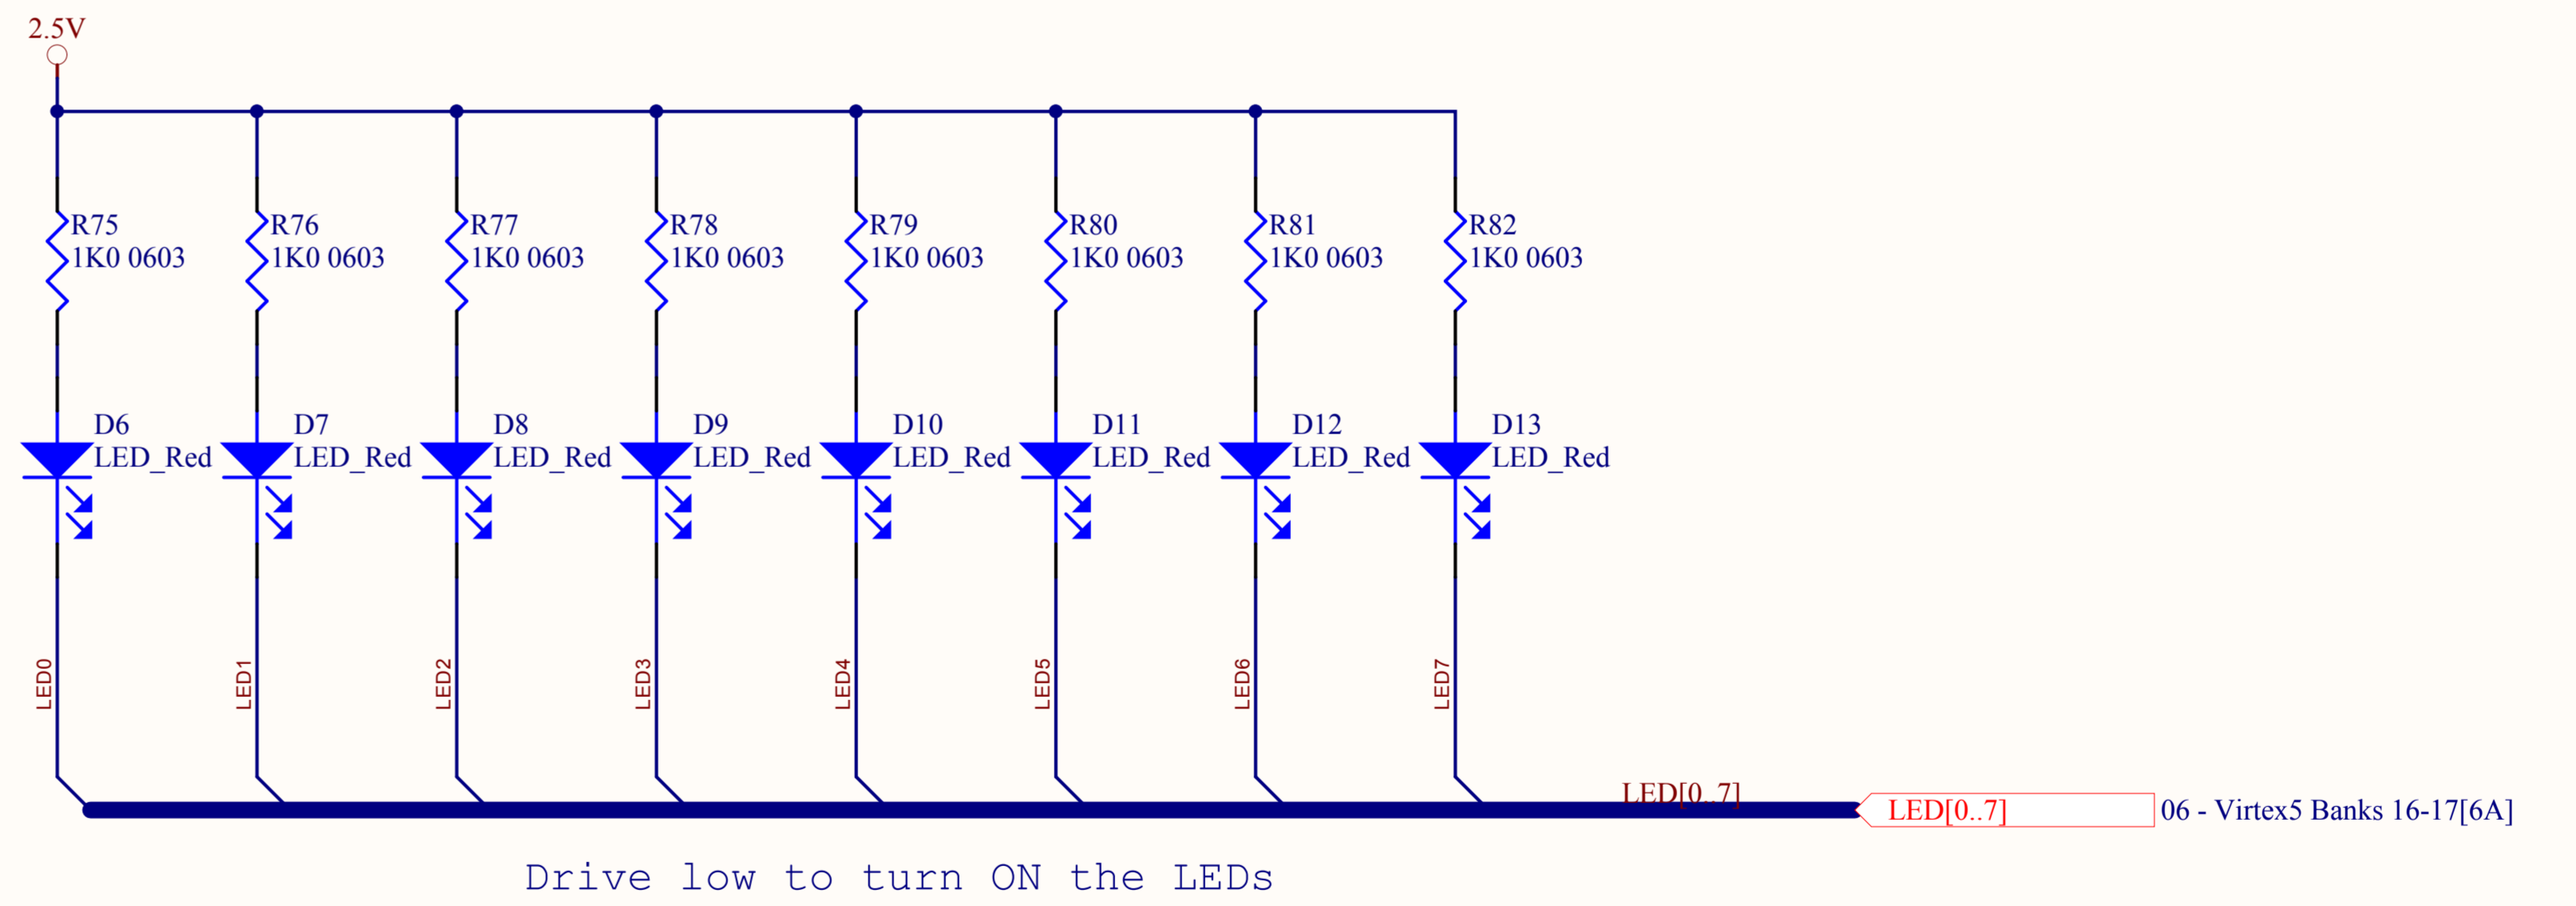 2.5V
R75
1K0 0603
R76
1K0 0603
R77
1K0 0603
R78
1K0 0603
R79
1K0 0603
R80
1K0 0603
R81
1K0 0603
R82
1K0 0603
D6
LED_Red
D7
LED_Red
D8
LED_Red
D9
LED_Red
D10
LED_Red
D11
LED_Red
D12
LED_Red
D13
LED_Red
LED0
LED1
LED2
LED3
LED4
LED5
LED6
LED7
LED[0..7]
LED[0..7]
06 - Virtex5 Banks 16-17[6A]
Drive low to turn ON the LEDs